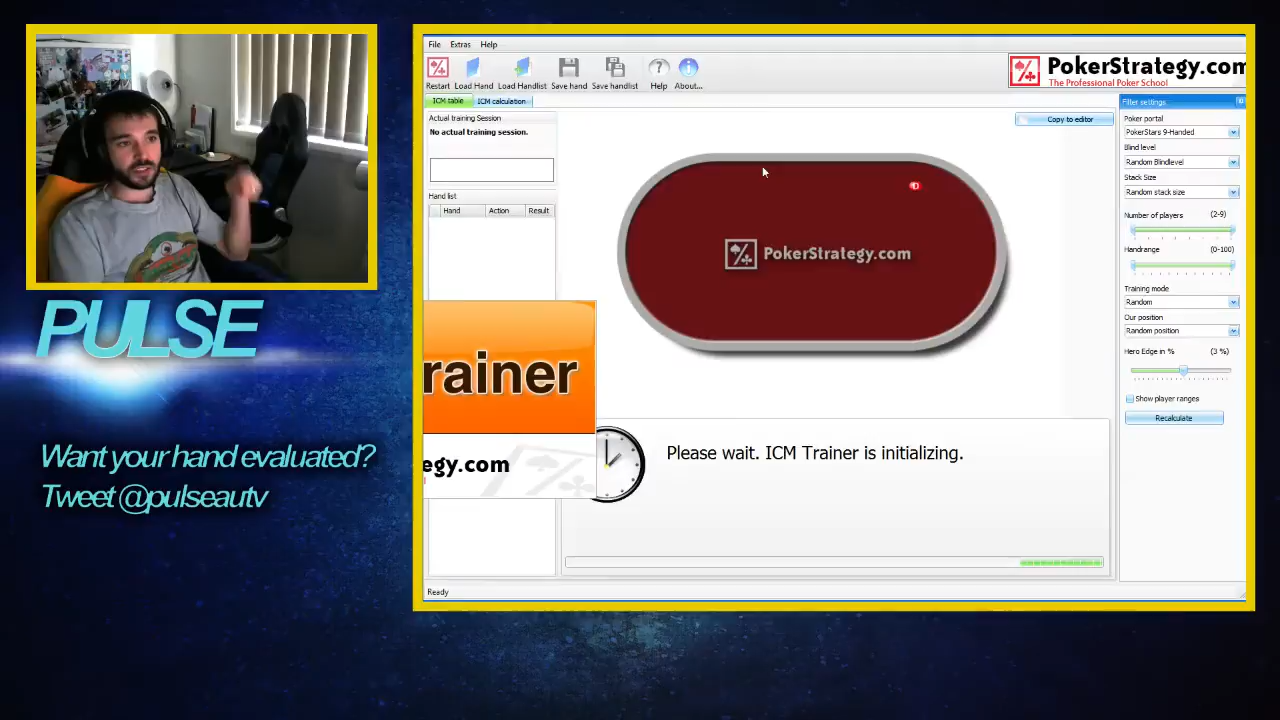 File Extras Help
PokerStrategy.com
The Professional Poker School
Restart Load Hand Load Handlist Save hand Save handlist Help About...
ICM table ICM calculation
Actual training Session
No actual training session.
Hand list
Hand Action Result
Copy to editor
D
PokerStrategy.com
Filter settings
Poker portal
PokerStars 9-Handed
Blind level
Random Blindlevel
Stack Size
Random stack size
Number of players (2-9)
Handrange (0-100)
Training mode
Random
Our position
Random position
Hero Edge in % (3 %)
Show player ranges
Recalculate
rainer
egy.com
Please wait. ICM Trainer is initializing.
Ready
PULSE
Want your hand evaluated?
Tweet @pulseautv